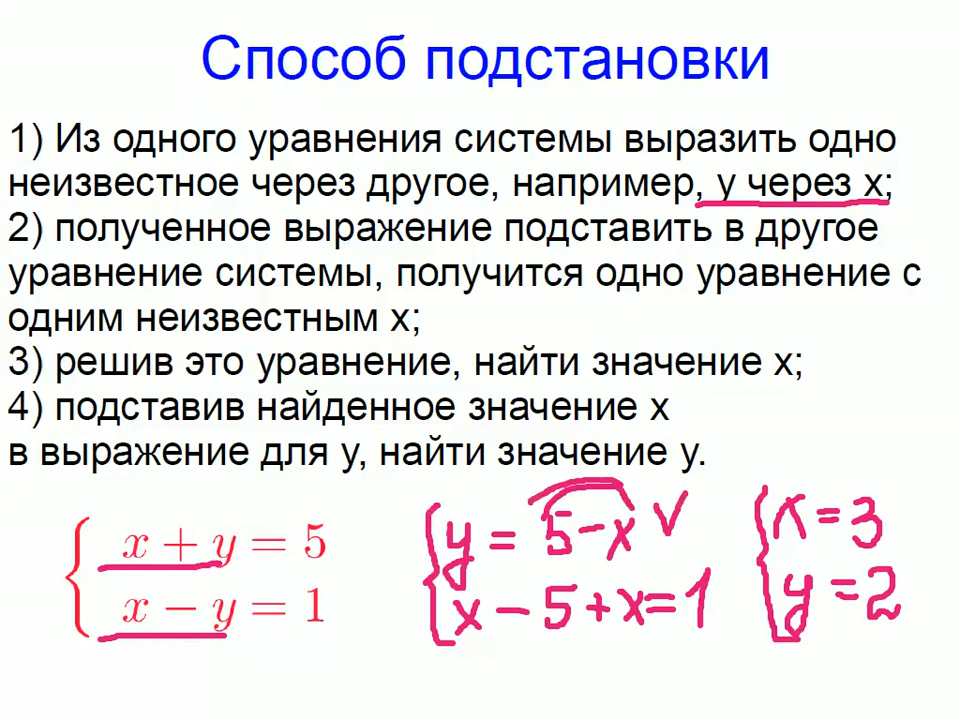 Способ подстановки
1) Из одного уравнения системы выразить одно
неизвестное через другое, например, у через х;
2) полученное выражение подставить в другое
уравнение системы, получится одно уравнение с
одним неизвестным х;
3) решив это уравнение, найти значение х;
4) подставив найденное значение х
в выражение для у, найти значение у.
x + y = 5
x − y = 1
y = 5 − x
x − 5 + x = 1
x = 3
y = 2